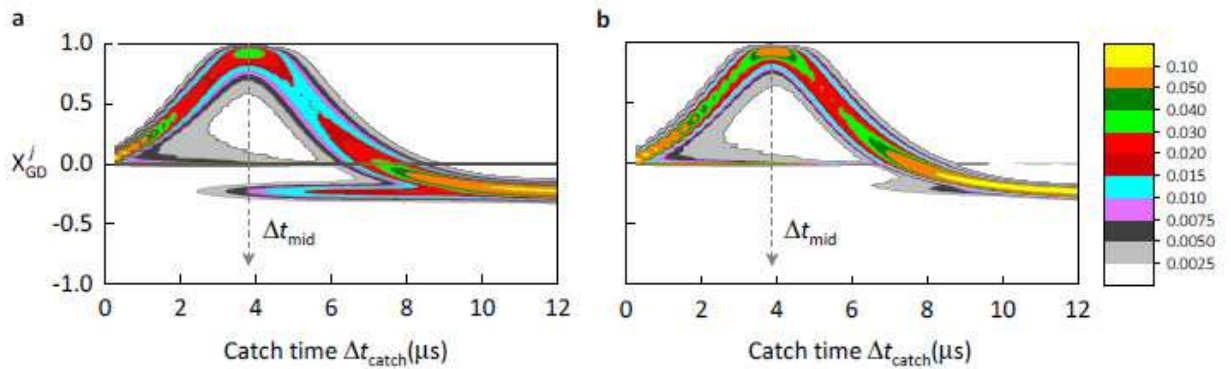 a
b
1.0
0.5
0.0
-0.5
-1.0
X_GD^j
Δt_mid
Δt_mid
0.10
0.050
0.040
0.030
0.020
0.015
0.010
0.0075
0.0050
0.0025
0 2 4 6 8 10 12
0 2 4 6 8 10 12
Catch time Δt_catch(μs)
Catch time Δt_catch(μs)